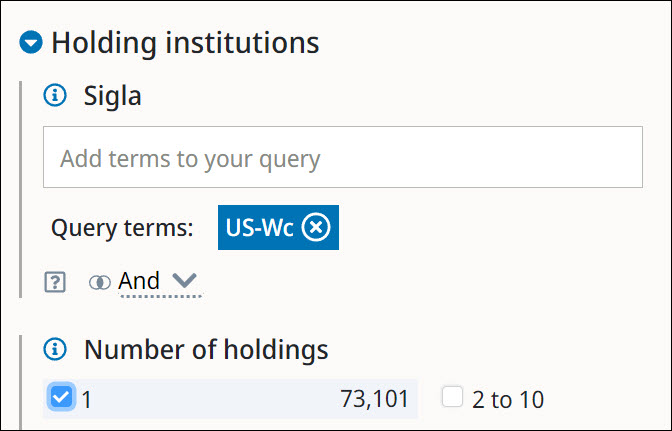 Holding institutions
Sigla
Add terms to your query
Query terms: US-Wc
? And
Number of holdings
1 73,101 2 to 10